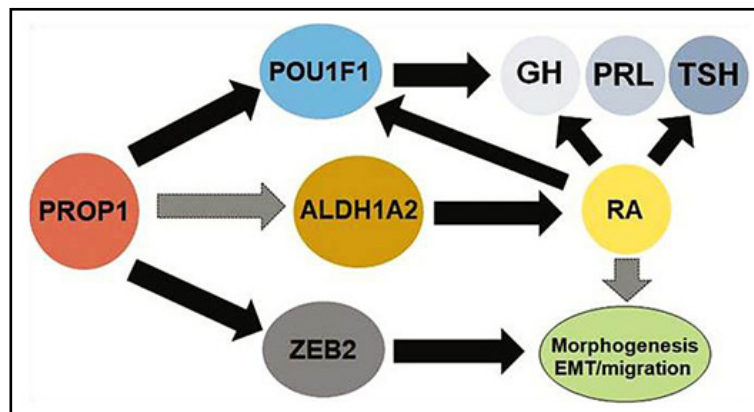 POU1F1
GH PRL TSH
PROP1
ALDH1A2
RA
ZEB2
Morphogenesis
EMT/migration